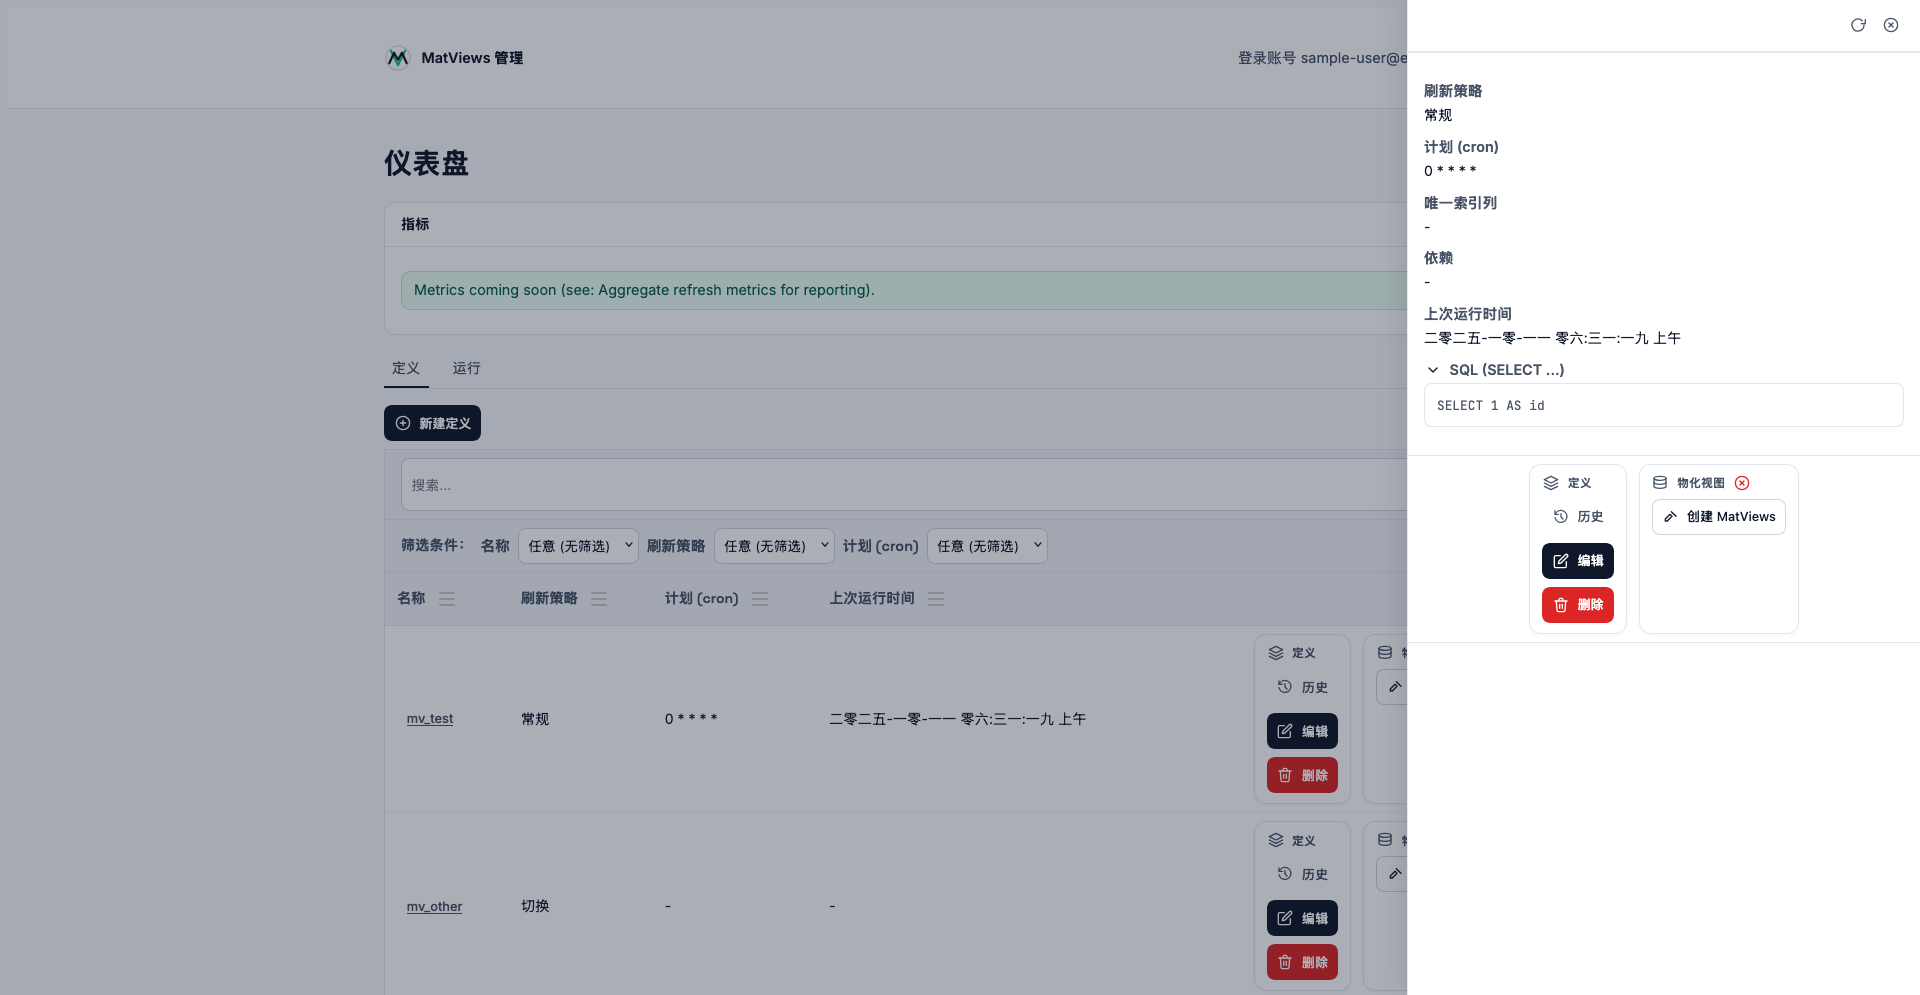 MatViews 管理
登录账号 sample-user@e
仪表盘
指标
Metrics coming soon (see: Aggregate refresh metrics for reporting).
定义 运行
新建定义
搜索...
筛选条件： 名称 任意 (无筛选) 刷新策略 任意 (无筛选) 计划 (cron) 任意 (无筛选)
名称 刷新策略 计划 (cron) 上次运行时间
mv_test 常规 0 * * * * 二零二五-一零-一一 零六:三一:一九 上午
定义
历史
编辑
删除
mv_other 切换 - -
定义
历史
编辑
删除
刷新策略
常规
计划 (cron)
0 * * * *
唯一索引列
-
依赖
-
上次运行时间
二零二五-一零-一一 零六:三一:一九 上午
SQL (SELECT ...)
SELECT 1 AS id
定义
历史
编辑
删除
物化视图
创建 MatViews